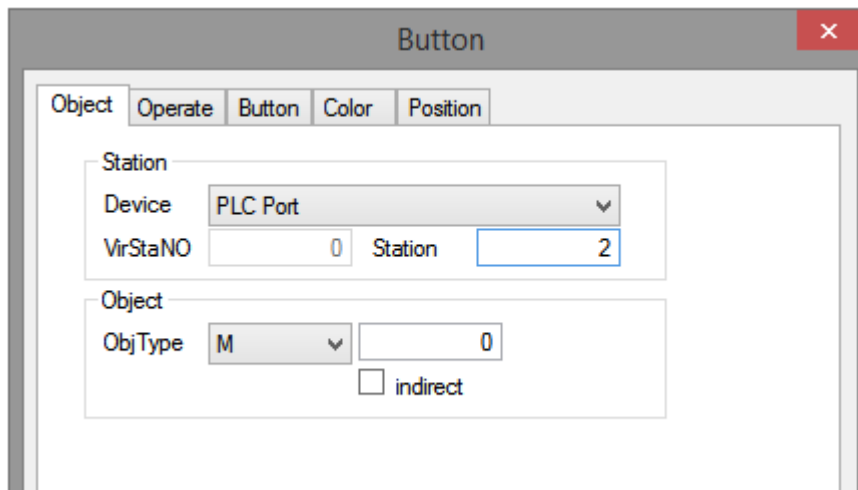 Button
Object Operate Button Color Position
Station
Device PLC Port
VirStaNO 0 Station 2
Object
ObjType M 0
indirect